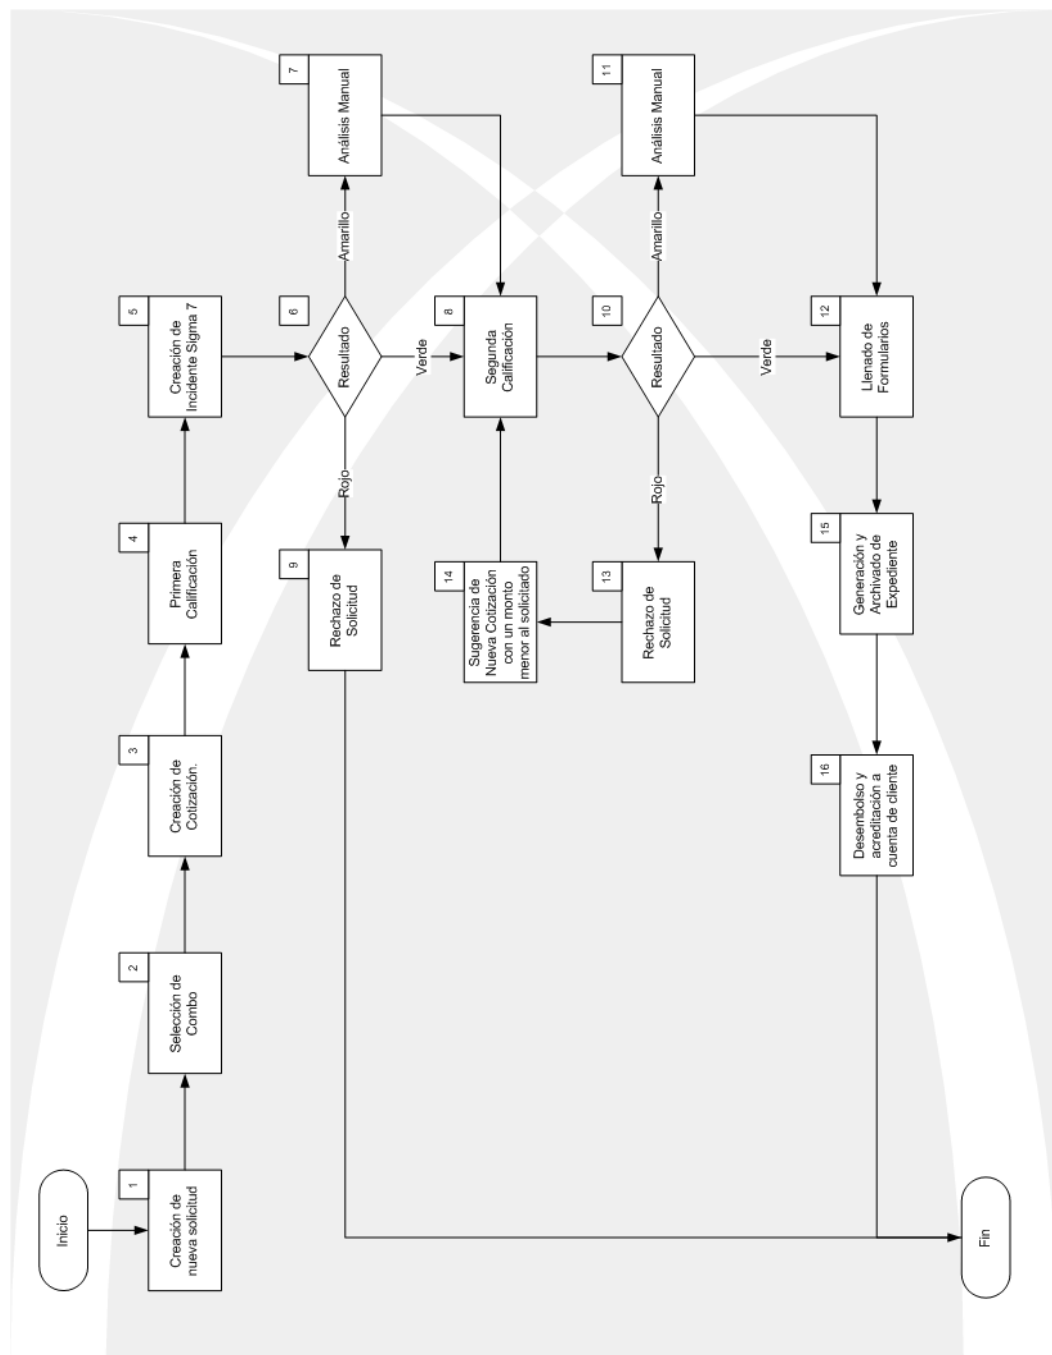 Inicio
1
Creación de
nueva solicitud
2
Selección de
Combo
3
Creación de
Cotización.
4
Primera
Calificación
5
Creación de
Incidente Sigma 7
6
Resultado
Amarillo
7
Análisis Manual
Verde
Rojo
8
Segunda
Calificación
9
Rechazo de
Solicitud
10
Resultado
Amarillo
11
Análisis Manual
Verde
Rojo
12
Llenado de
Formularios
13
Rechazo de
Solicitud
14
Sugerencia de
Nueva Cotización
con un monto
menor al solicitado
15
Generación y
Archivado de
Expediente
16
Desembolso y
acreditación a
cuenta de cliente
Fin